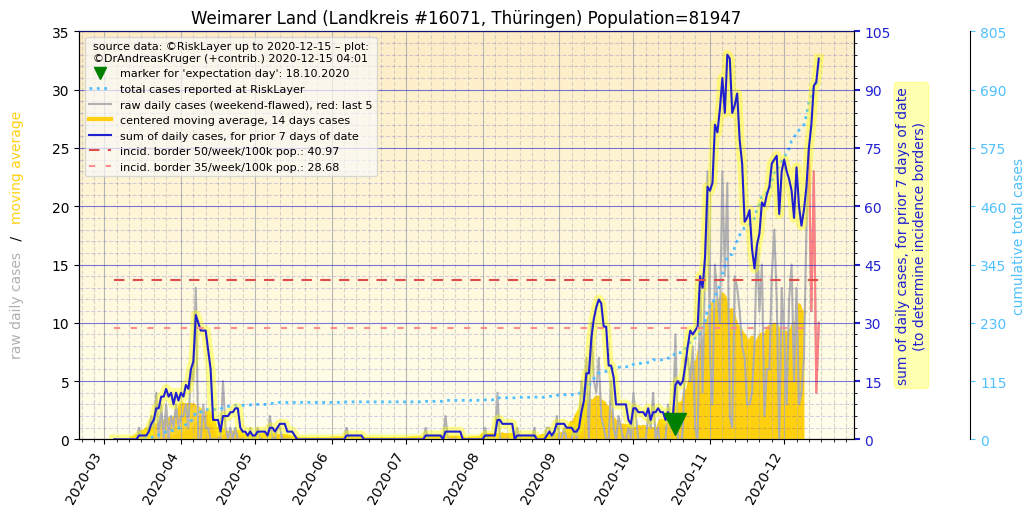 Weimarer Land (Landkreis #16071, Thüringen) Population=81947
source data: ©RiskLayer up to 2020-12-15 – plot:
©DrAndreasKruger (+contrib.) 2020-12-15 04:01
marker for 'expectation day': 18.10.2020
total cases reported at RiskLayer
raw daily cases (weekend-flawed), red: last 5
centered moving average, 14 days cases
sum of daily cases, for prior 7 days of date
incid. border 50/week/100k pop.: 40.97
incid. border 35/week/100k pop.: 28.68
raw daily cases / moving average
35
30
25
20
15
10
5
0
2020-03
2020-04
2020-05
2020-06
2020-07
2020-08
2020-09
2020-10
2020-11
2020-12
105
90
75
60
45
30
15
0
sum of daily cases, for prior 7 days of date
(to determine incidence borders)
805
690
575
460
345
230
115
0
cumulative total cases